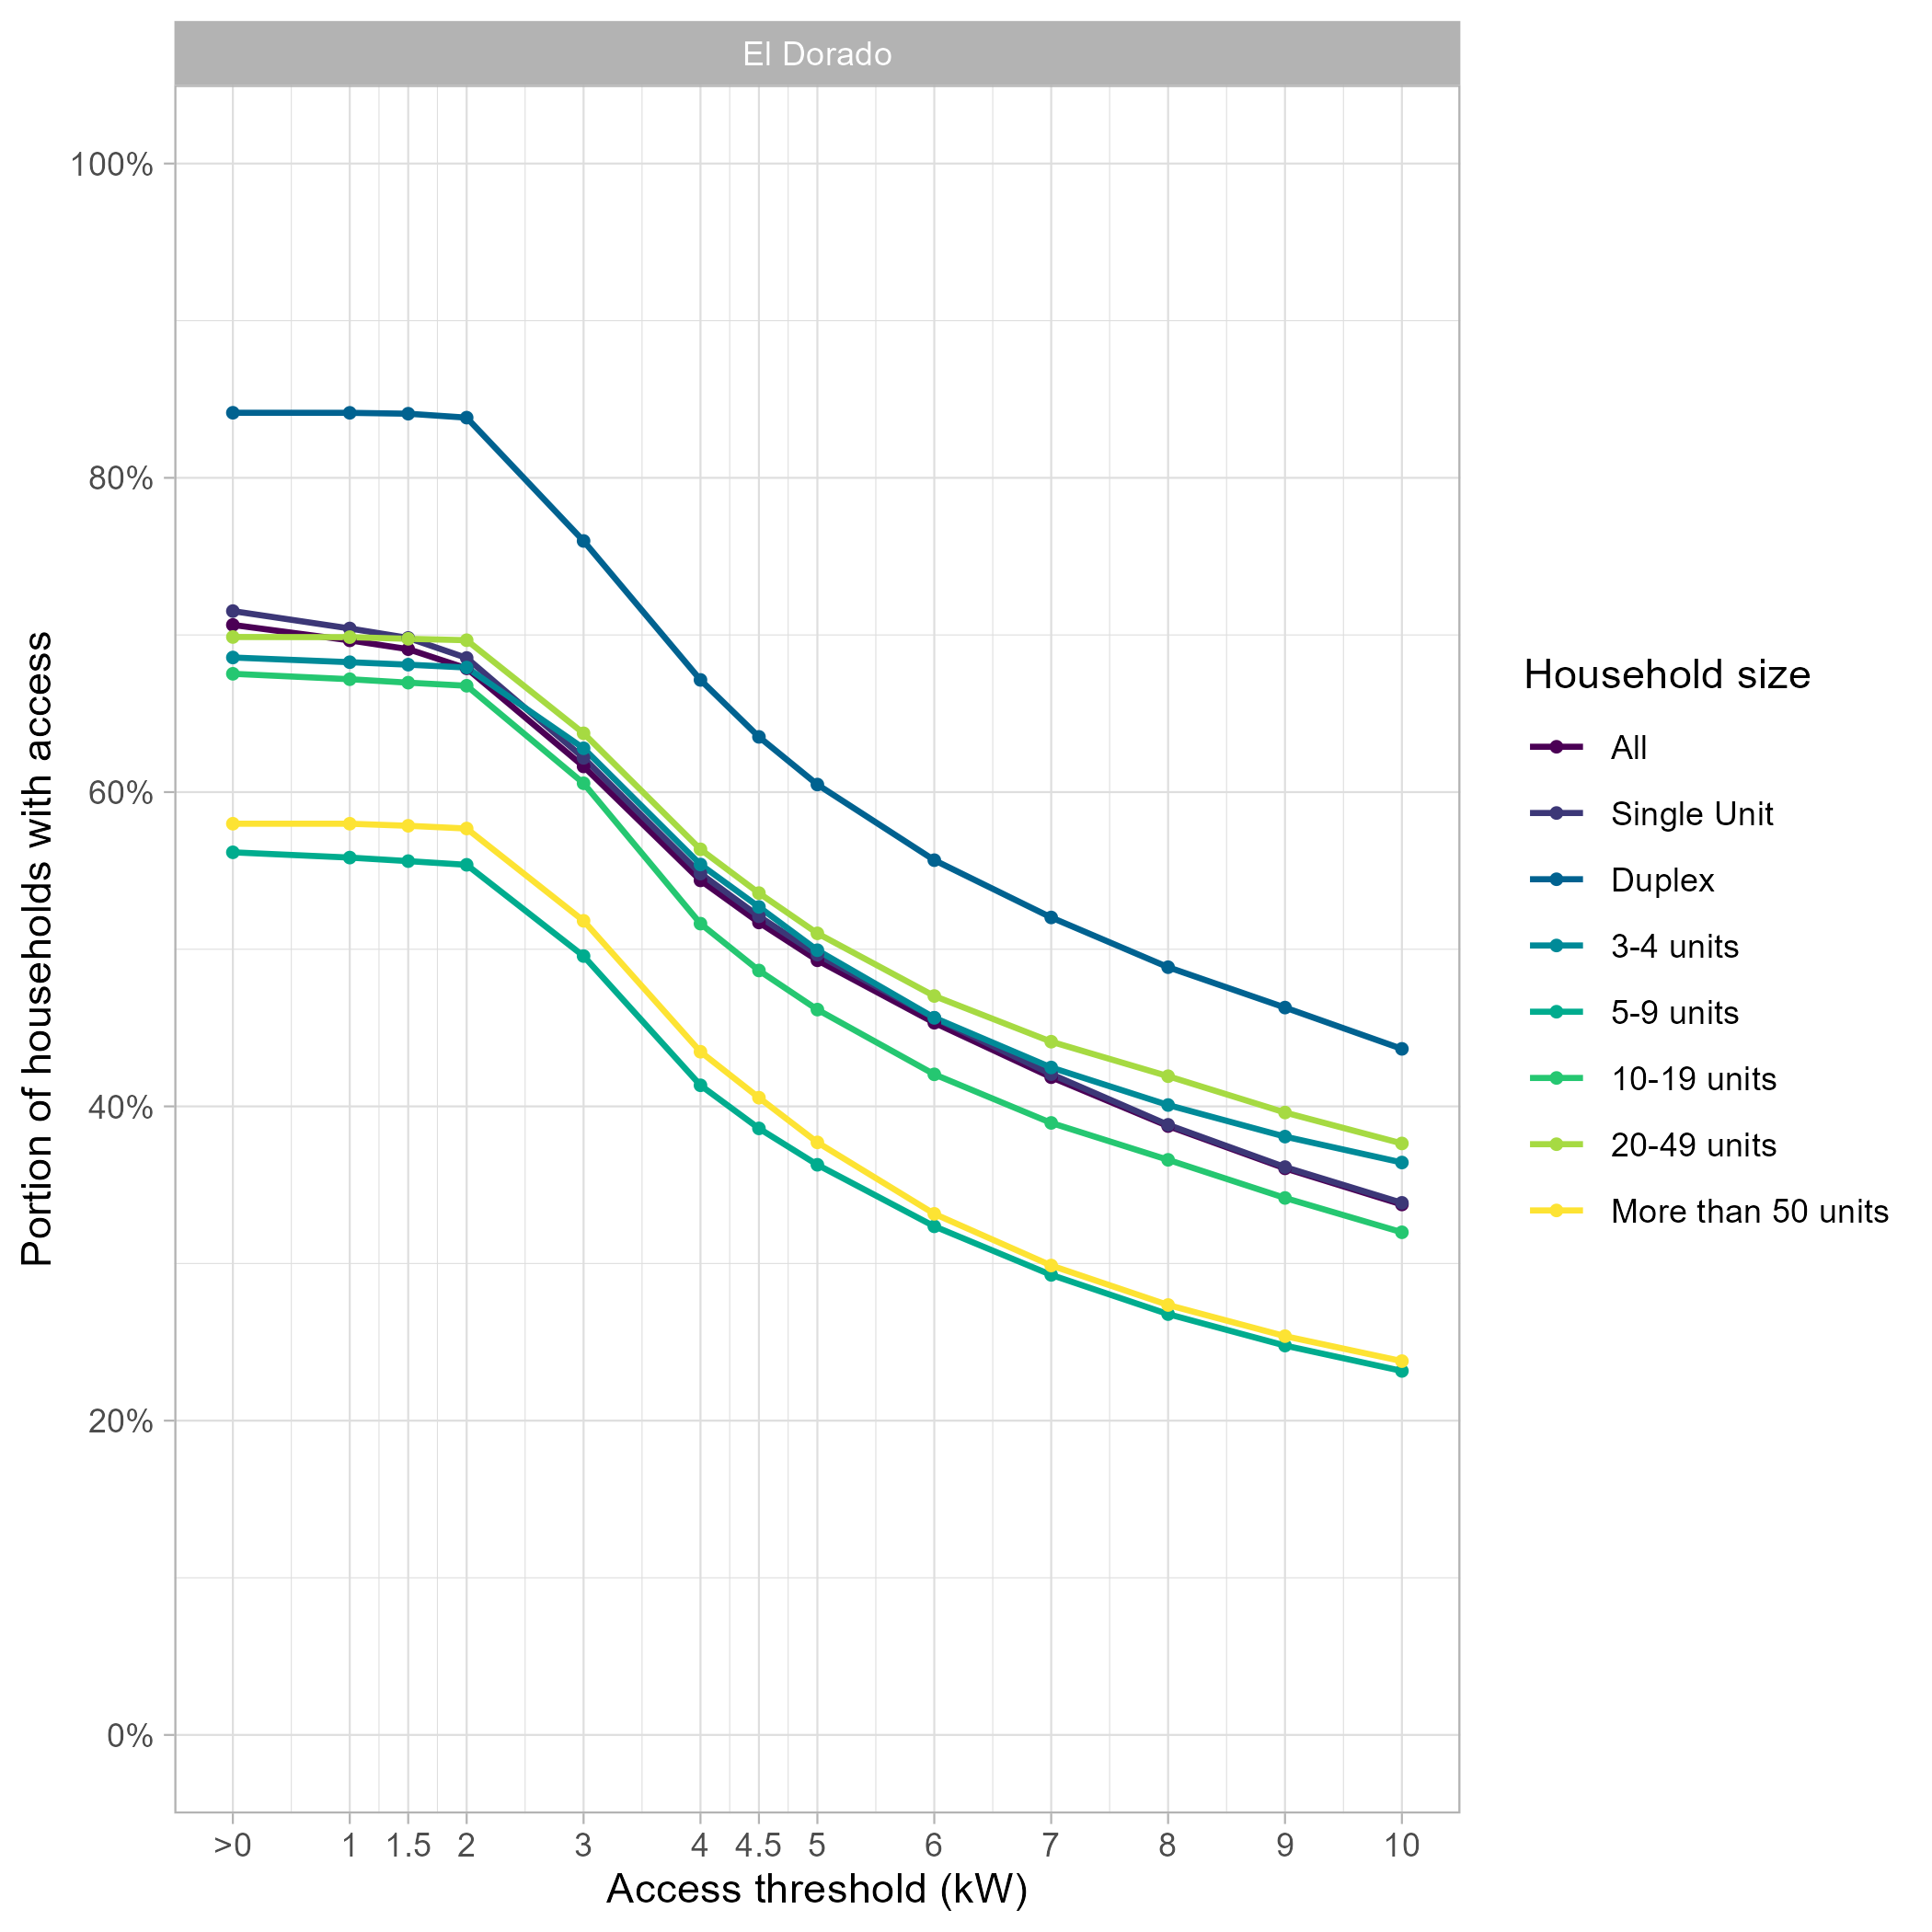 El Dorado
100%
80%
60%
40%
20%
0%
Portion of households with access
>0 1 1.5 2 3 4 4.5 5 6 7 8 9 10
Access threshold (kW)
Household size
All
Single Unit
Duplex
3-4 units
5-9 units
10-19 units
20-49 units
More than 50 units